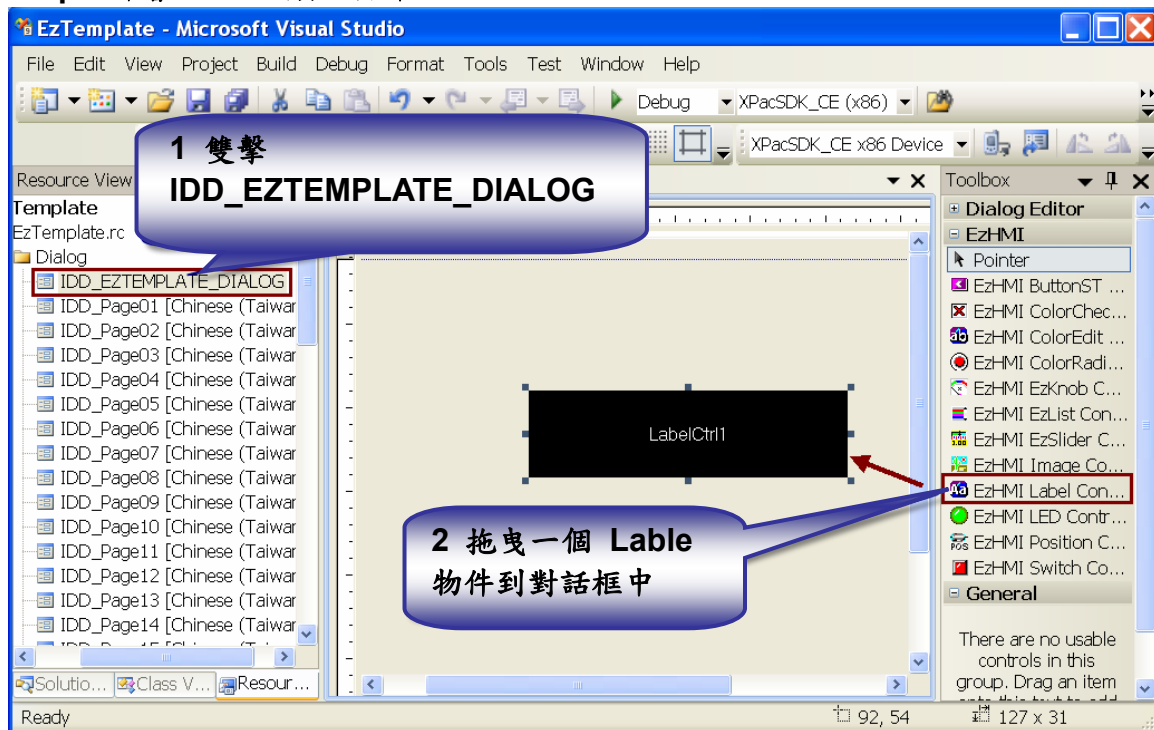 EzTemplate - Microsoft Visual Studio
File Edit View Project Build Debug Format Tools Test Window Help
Debug XPacSDK_CE (x86)
XPacSDK_CE x86 Device
1 雙擊
IDD_EZTEMPLATE_DIALOG
Resource View
Template
EzTemplate.rc
Dialog
IDD_EZTEMPLATE_DIALOG
IDD_Page01 [Chinese (Taiwar
IDD_Page02 [Chinese (Taiwar
IDD_Page03 [Chinese (Taiwar
IDD_Page04 [Chinese (Taiwar
IDD_Page05 [Chinese (Taiwar
IDD_Page06 [Chinese (Taiwar
IDD_Page07 [Chinese (Taiwar
IDD_Page08 [Chinese (Taiwar
IDD_Page09 [Chinese (Taiwar
IDD_Page10 [Chinese (Taiwar
IDD_Page11 [Chinese (Taiwar
IDD_Page12 [Chinese (Taiwar
IDD_Page13 [Chinese (Taiwar
IDD_Page14 [Chinese (Taiwar
Solutio... Class V... Resour...
LabelCtrl1
2 拖曳一個 Lable
物件到對話框中
Toolbox
Dialog Editor
EzHMI
Pointer
EzHMI ButtonST ...
EzHMI ColorChec...
EzHMI ColorEdit ...
EzHMI ColorRadi...
EzHMI EzKnob C...
EzHMI EzList Con...
EzHMI EzSlider C...
EzHMI Image Co...
EzHMI Label Con...
EzHMI LED Contr...
EzHMI Position C...
EzHMI Switch Co...
General
There are no usable
controls in this
group. Drag an item
Ready
92, 54
127 x 31